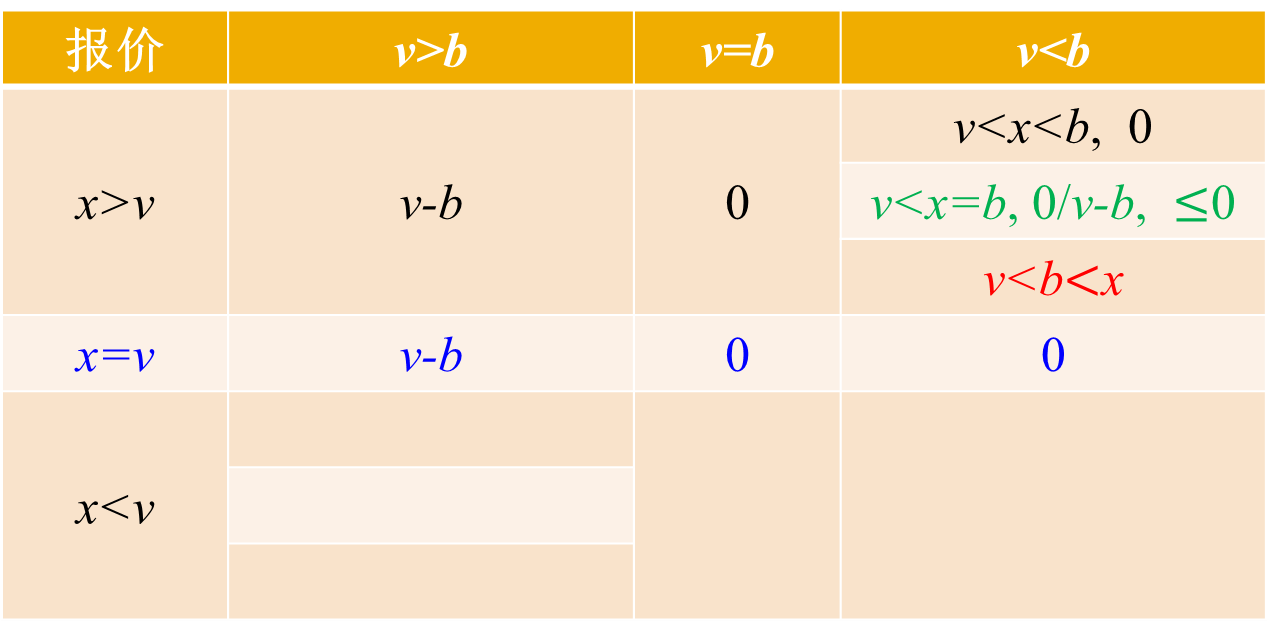 报价 v>b v=b v<b
x>v v-b 0 v<x<b, 0
v<x=b, 0/v-b, ≤0
v<b<x
x=v v-b 0 0
x<v